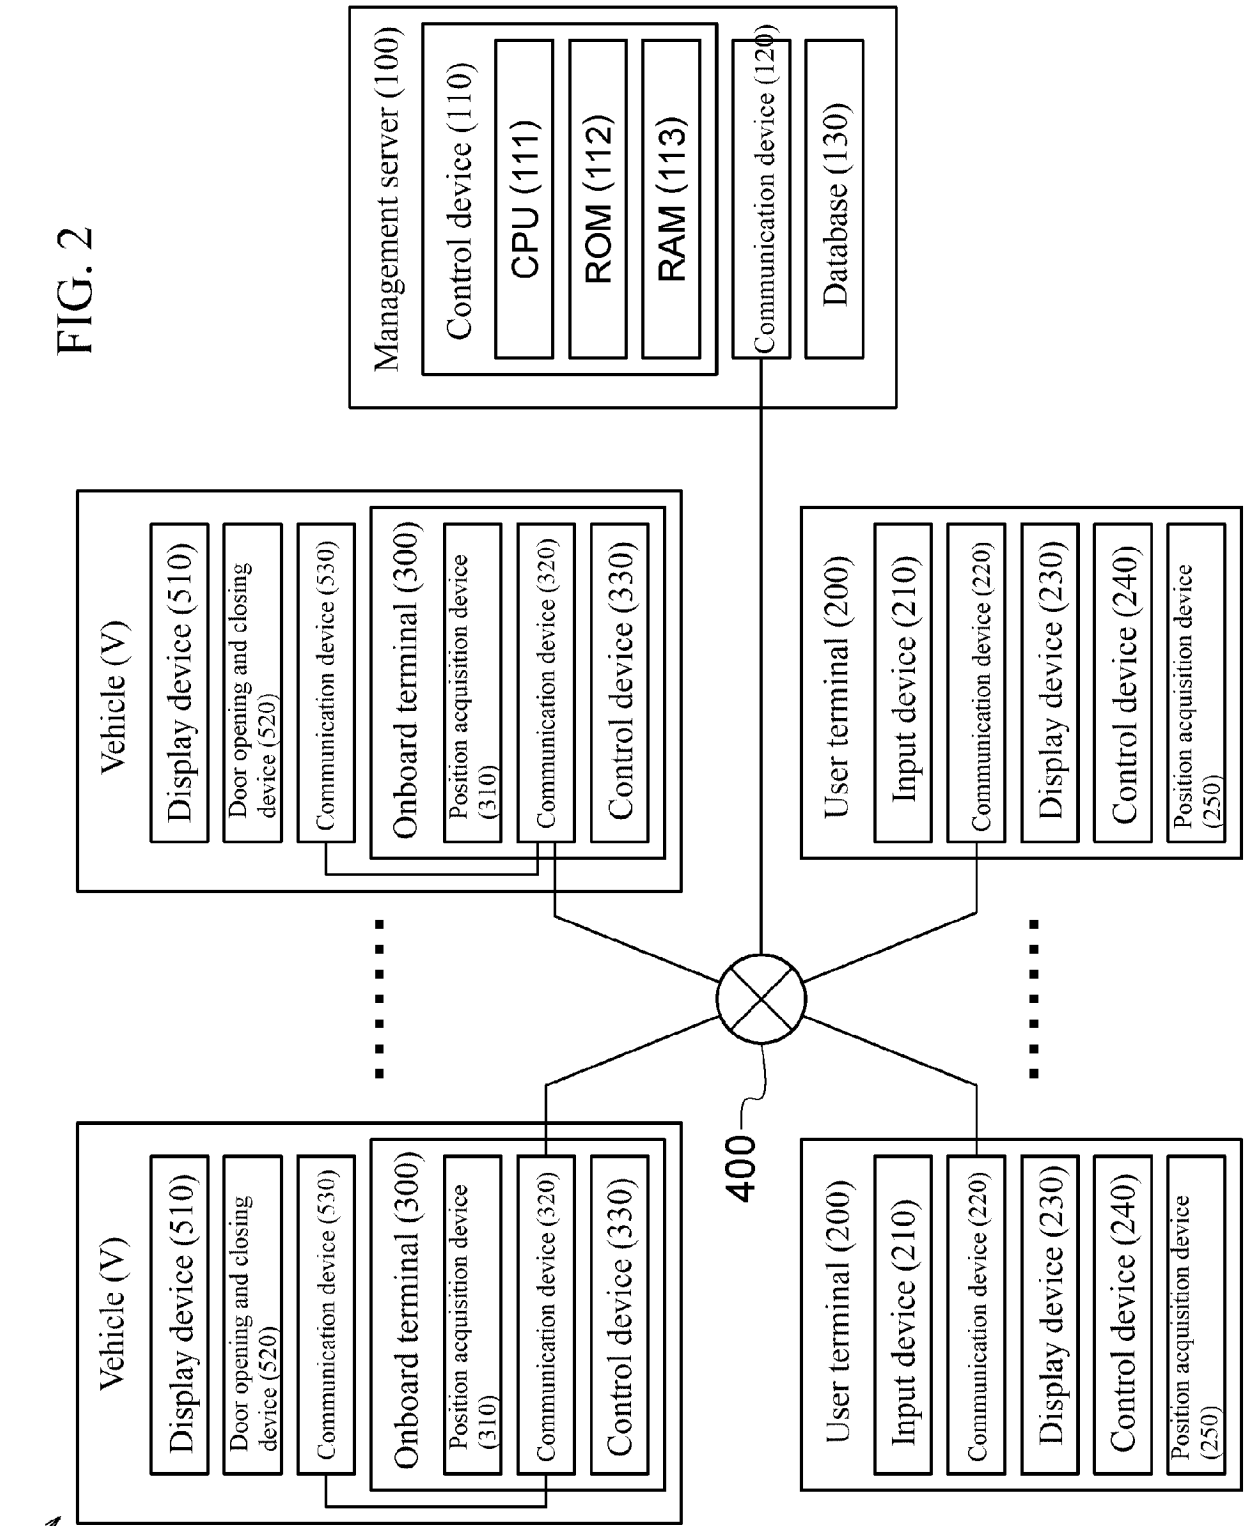 FIG. 2
Vehicle (V)
Display device (510)
Door opening and closing
device (520)
Communication device (530)
Onboard terminal (300)
Position acquisition device
(310)
Communication device (320)
Control device (330)
Vehicle (V)
Display device (510)
Door opening and closing
device (520)
Communication device (530)
Onboard terminal (300)
Position acquisition device
(310)
Communication device (320)
Control device (330)
Management server (100)
Control device (110)
CPU (111)
ROM (112)
RAM (113)
Communication device (120)
Database (130)
400
User terminal (200)
Input device (210)
Communication device (220)
Display device (230)
Control device (240)
Position acquisition device
(250)
User terminal (200)
Input device (210)
Communication device (220)
Display device (230)
Control device (240)
Position acquisition device
(250)